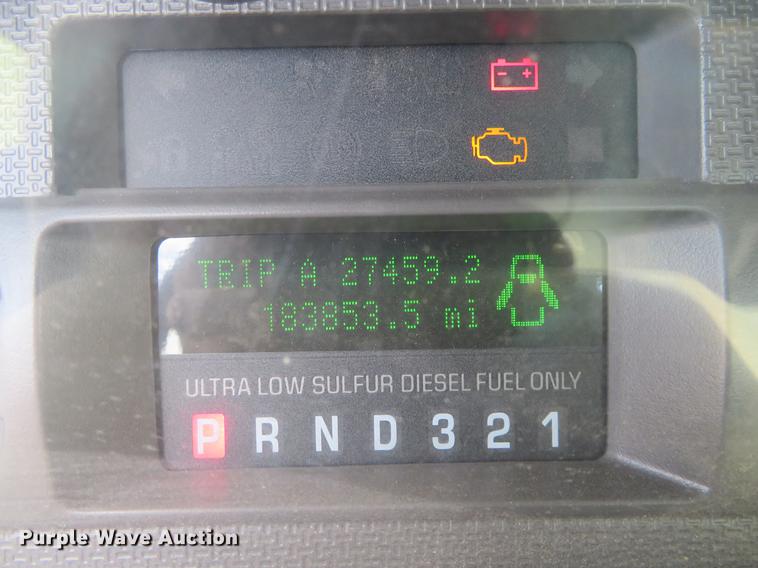 TRIP A 27459.2
183853.5 mi
ULTRA LOW SULFUR DIESEL FUEL ONLY
P R N D 3 2 1
Purple Wave Auction